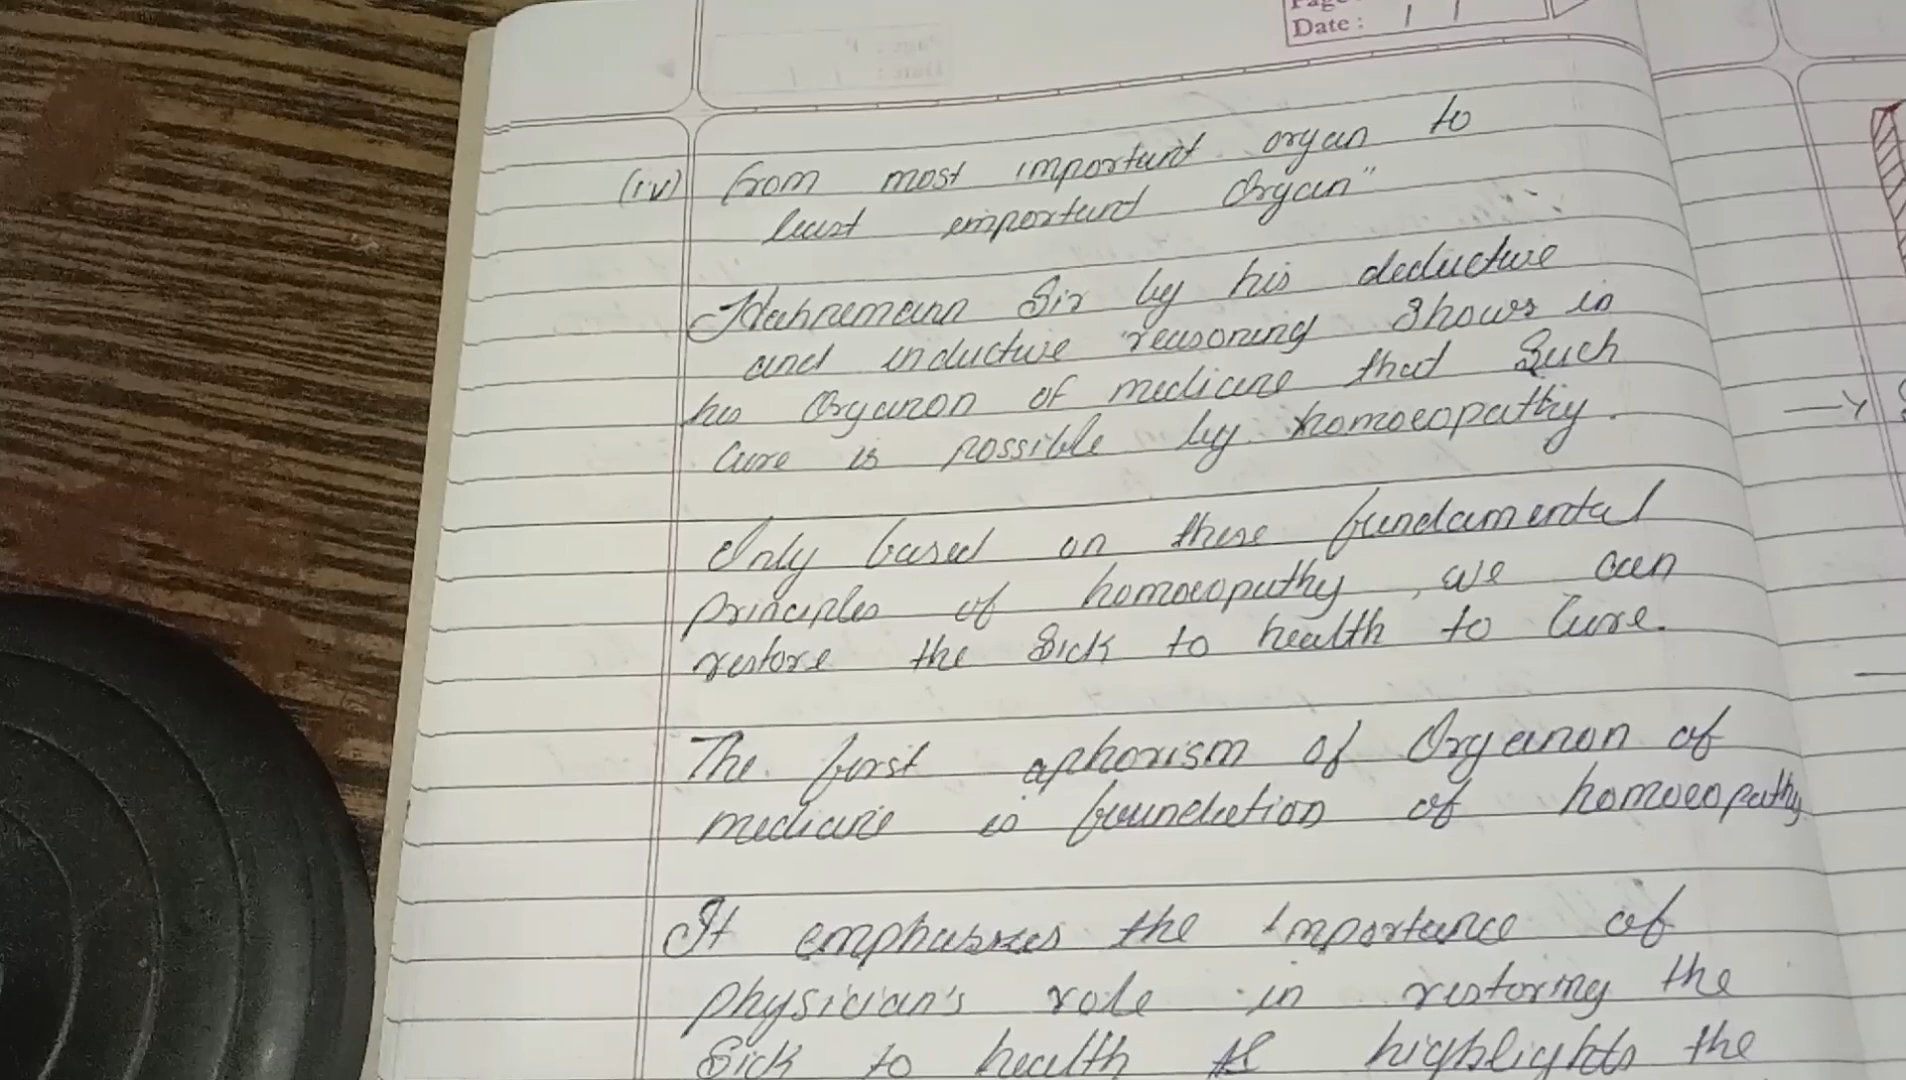 Page
Date :
(iv) from most important organ to
least important Organ"
Hahnemann Sir by his deductive
and inductive reasoning shows in
his Organon of medicine that Such
Cure is possible by homoeopathy.
Only based on these fundamental
principles of homoeopathy, we can
restore the Sick to health to Cure.
The first aphorism of Organon of
medicine is foundation of homoeopathy
It emphasizes the importance of
physician's role in restoring the
Sick to health highlights the